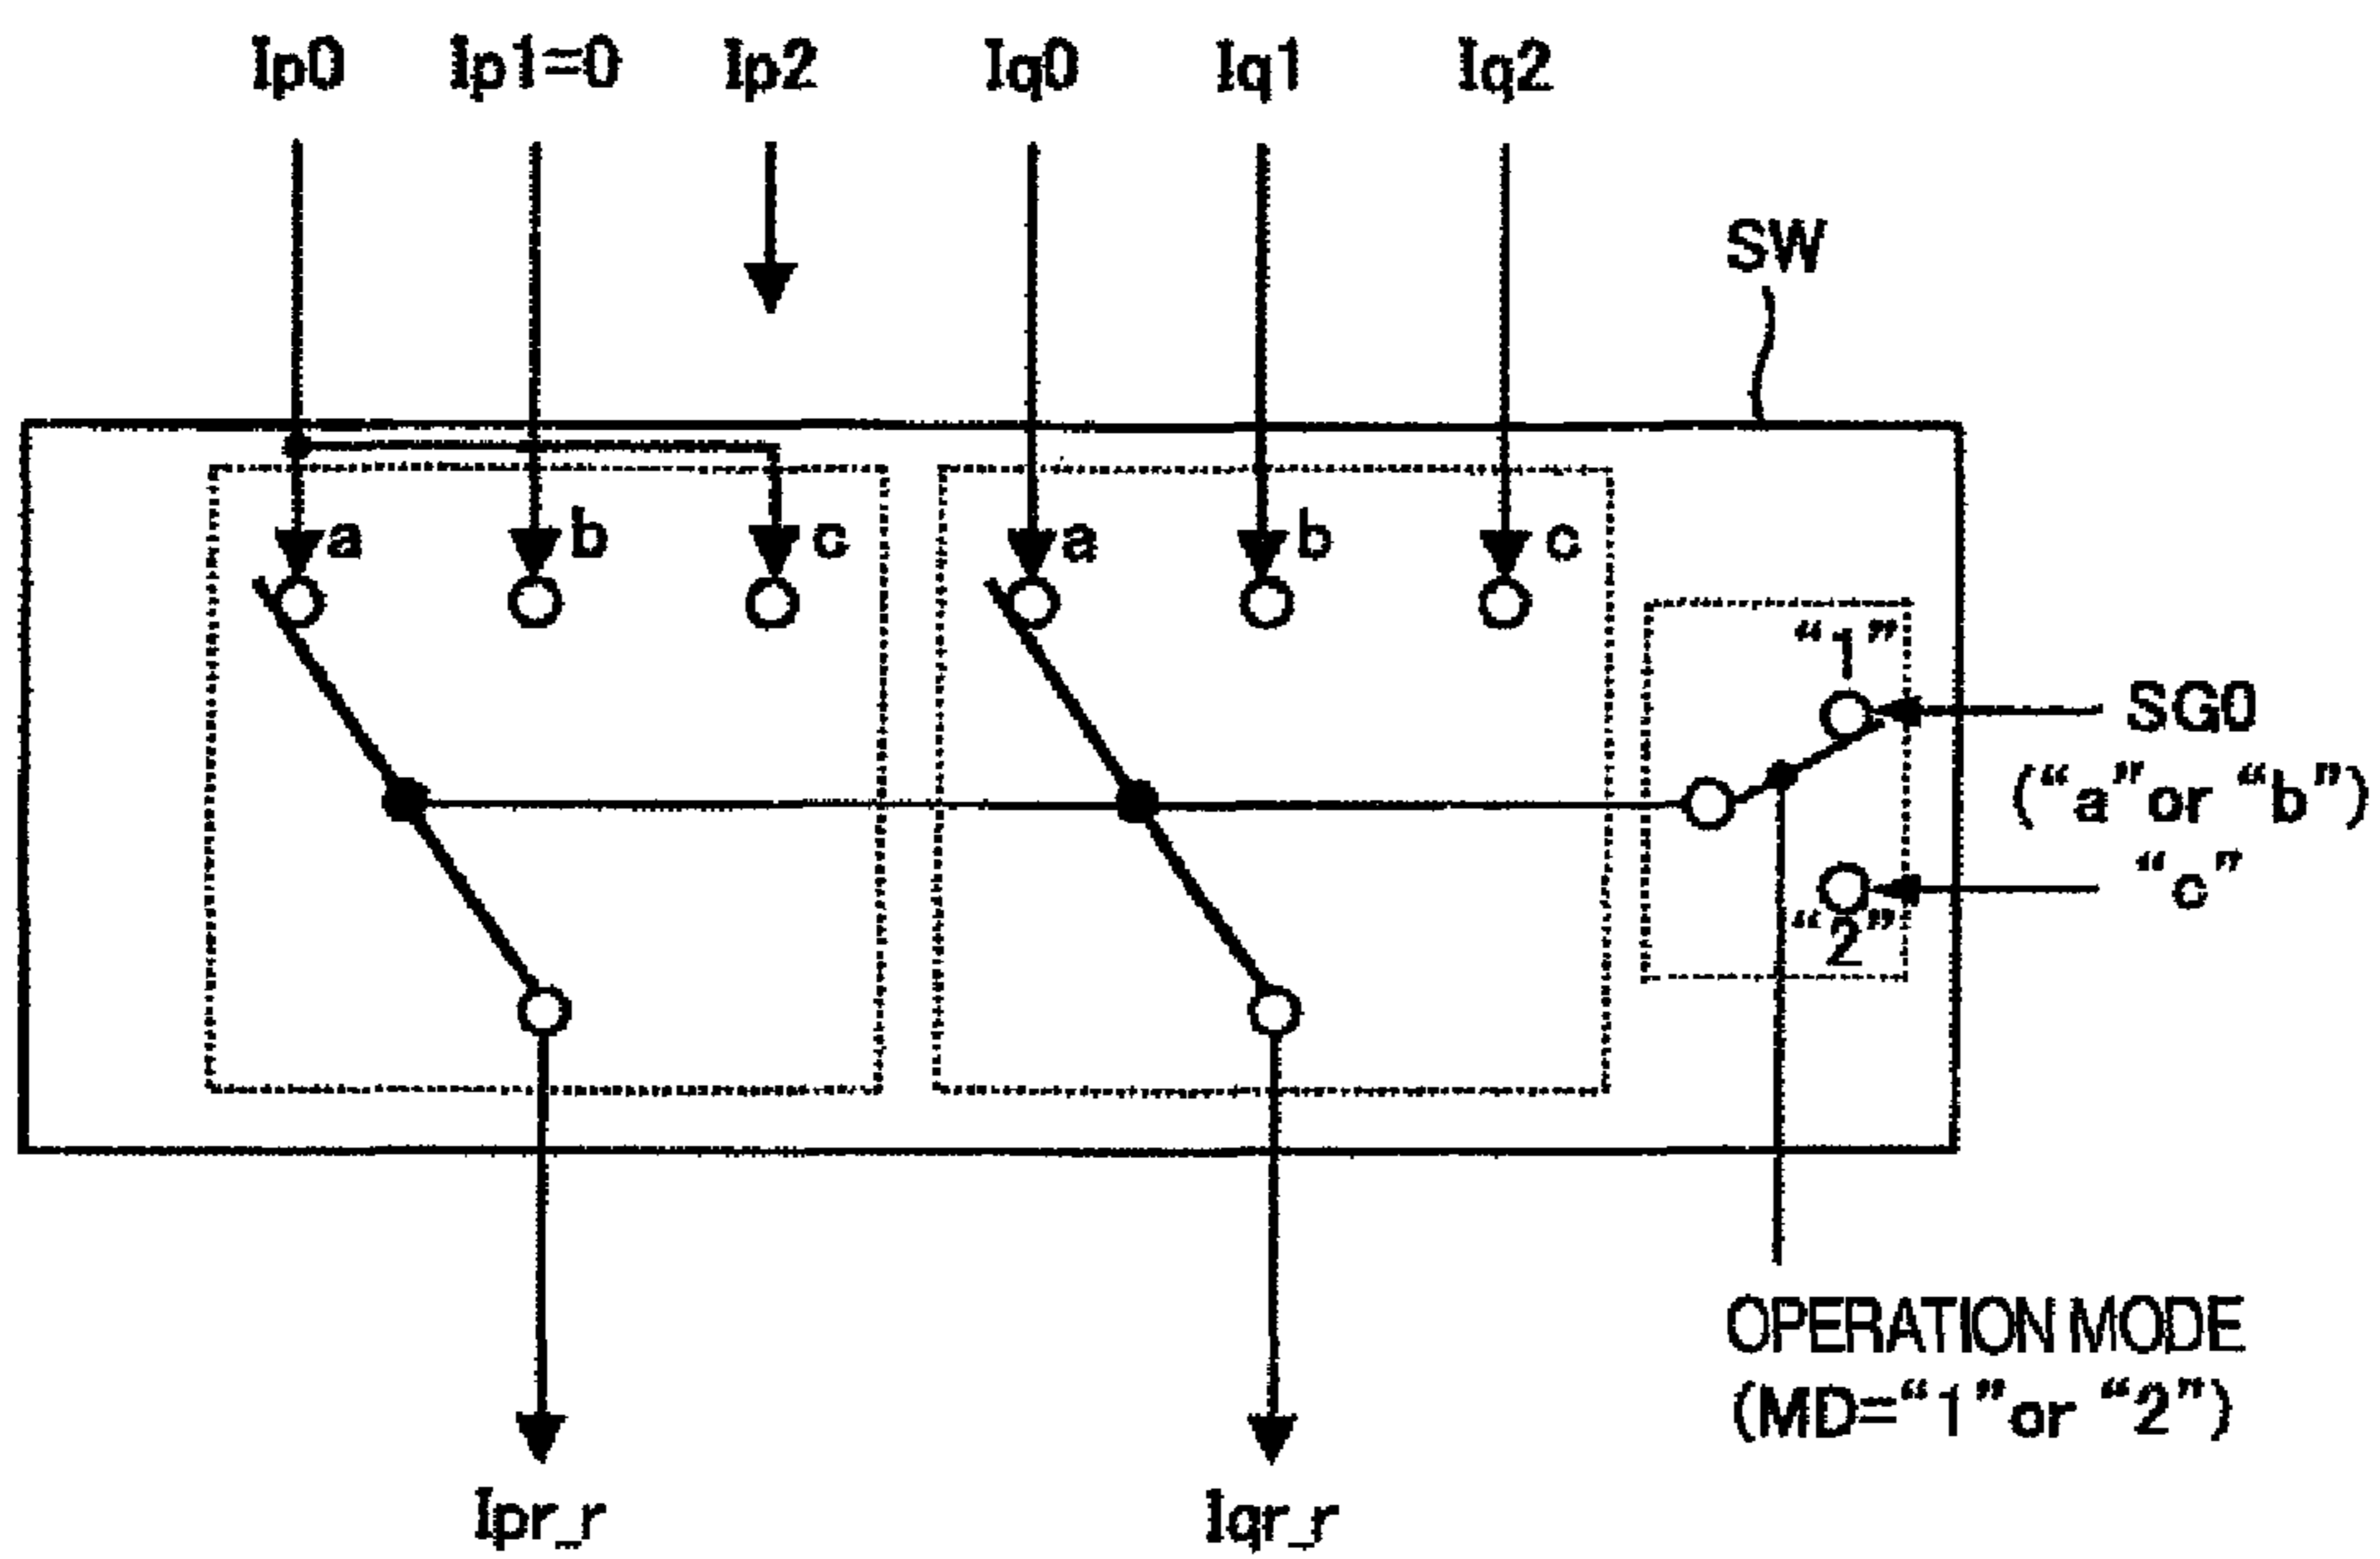 Ip0 Ip1=0 Ip2 Iq0 Iq1 Iq2
SW
a b c a b c
“1”
SG0
(“a”or “b”)
“c”
“2”
OPERATION MODE
(MD=“1”or “2”)
Ipr_r Iqr_r